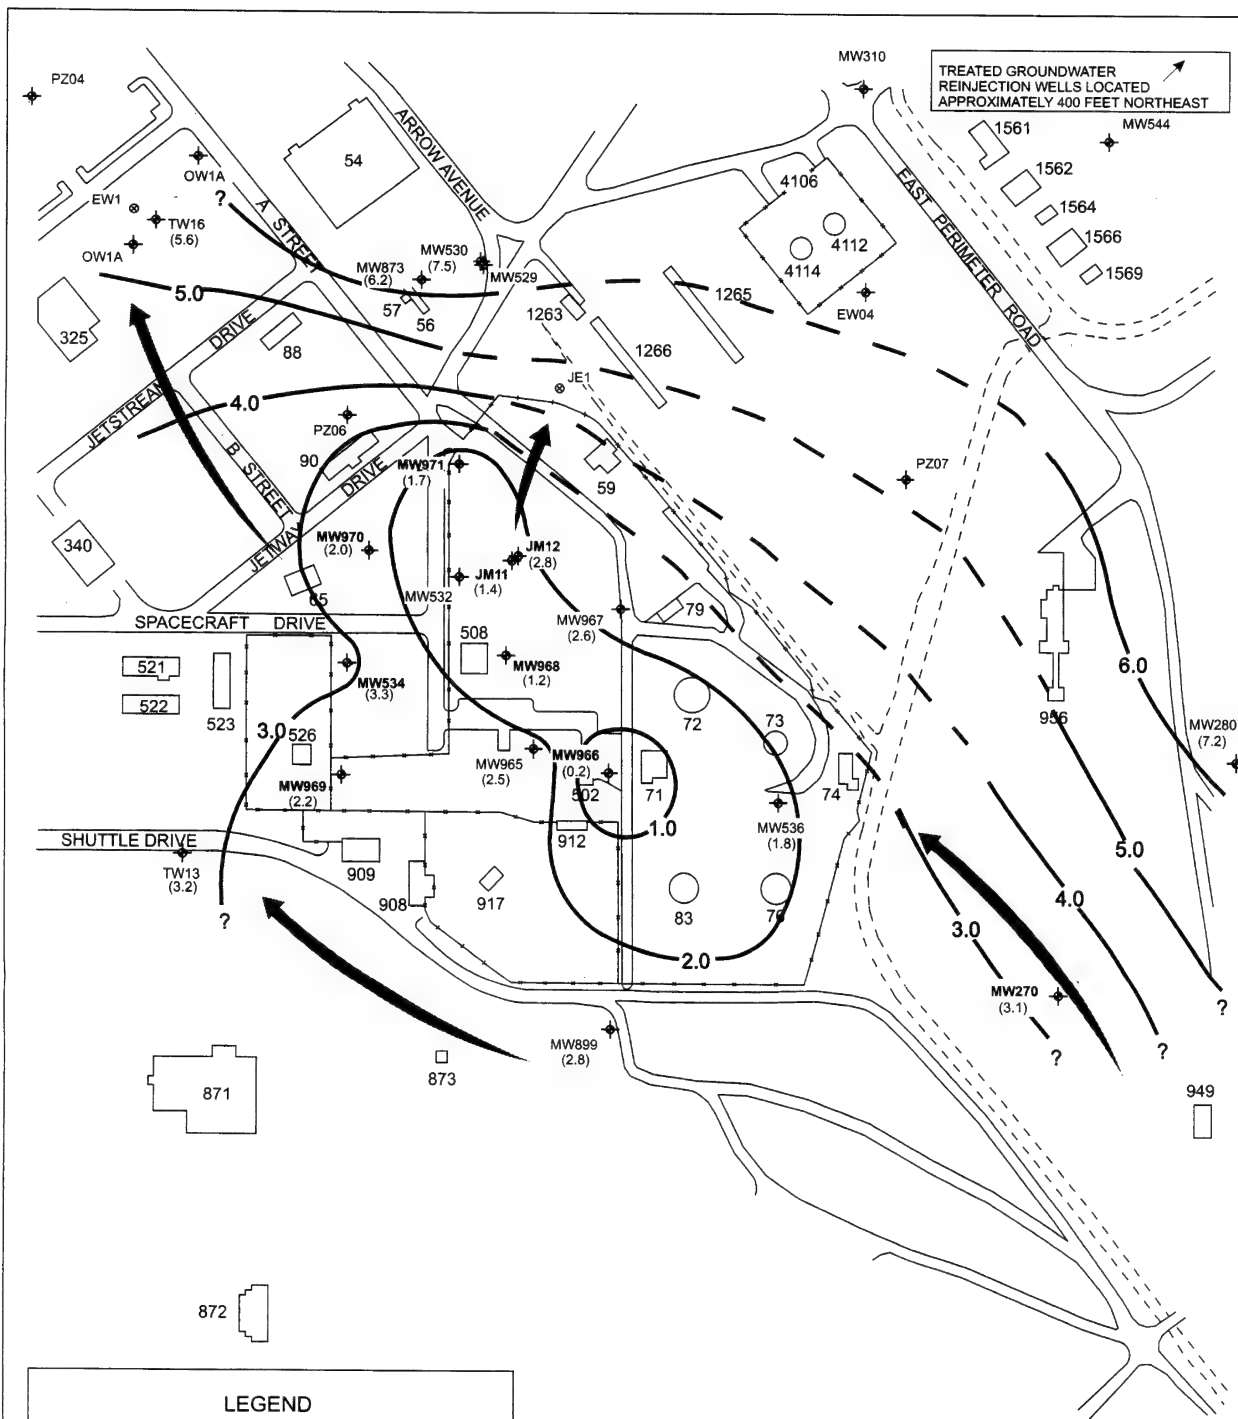 PZ04
MW310
TREATED GROUNDWATER
REINJECTION WELLS LOCATED
APPROXIMATELY 400 FEET NORTHEAST
1561
MW544
ARROW AVENUE
54
OW1A
1562
4106
EAST PERIMETER ROAD
EW1
?
A STREET
1564
TW16
(5.6)
4112
1566
OW1A
MW530
(7.5)
4114
MW529
1569
MW873
(6.2)
5.0
57
56
1263
1265
EW04
325
DRIVE
88
1266
JETSTREAM
JE1
4.0
PZ06
B STREET
90
DRIVE
MW971
(1.7)
59
PZ07
340
JETWAY
MW970
(2.0)
JM12
(2.8)
JM11
(1.4)
65
MW532
79
SPACECRAFT DRIVE
MW967
(2.6)
508
521
MW968
(1.2)
6.0
MW534
(3.3)
522
523
72
73
956
3.0
526
MW280
(7.2)
MW965
(2.5)
MW966
(0.2)
MW969
(2.2)
502
71
74
1.0
MW536
(1.8)
SHUTTLE DRIVE
912
5.0
TW13
(3.2)
909
908
917
83
76
4.0
?
3.0
2.0
MW270
(3.1)
?
MW899
(2.8)
?
?
873
871
949
872
LEGEND